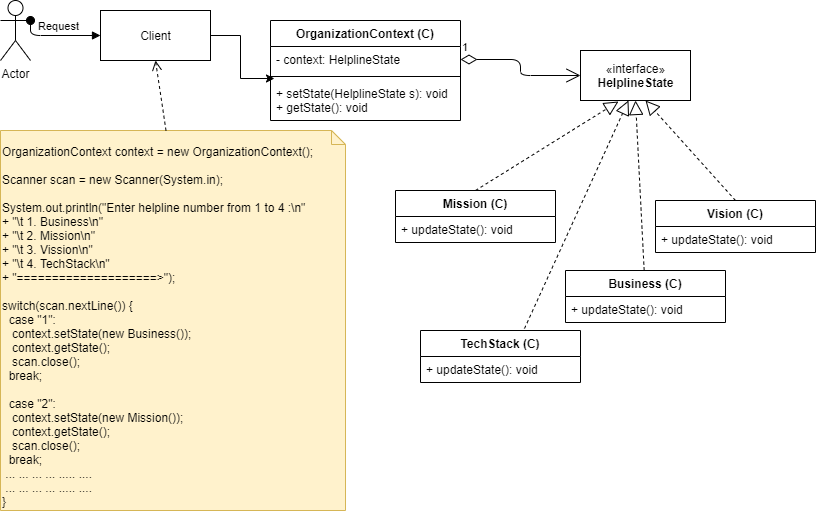 Request
Actor
Client
OrganizationContext (C)
- context: HelplineState
+ setState(HelplineState s): void
+ getState(): void
1
«interface»
HelplineState
Mission (C)
+ updateState(): void
Vision (C)
+ updateState(): void
Business (C)
+ updateState(): void
TechStack (C)
+ updateState(): void
OrganizationContext context = new OrganizationContext();
Scanner scan = new Scanner(System.in);
System.out.println("Enter helpline number from 1 to 4 :\n"
+ "\t 1. Business\n"
+ "\t 2. Mission\n"
+ "\t 3. Vission\n"
+ "\t 4. TechStack\n"
+ "====================>");
switch(scan.nextLine()) {
case "1":
context.setState(new Business());
context.getState();
scan.close();
break;
case "2":
context.setState(new Mission());
context.getState();
scan.close();
break;
... ... ... ... ..... ....
... ... ... ... ..... ....
}